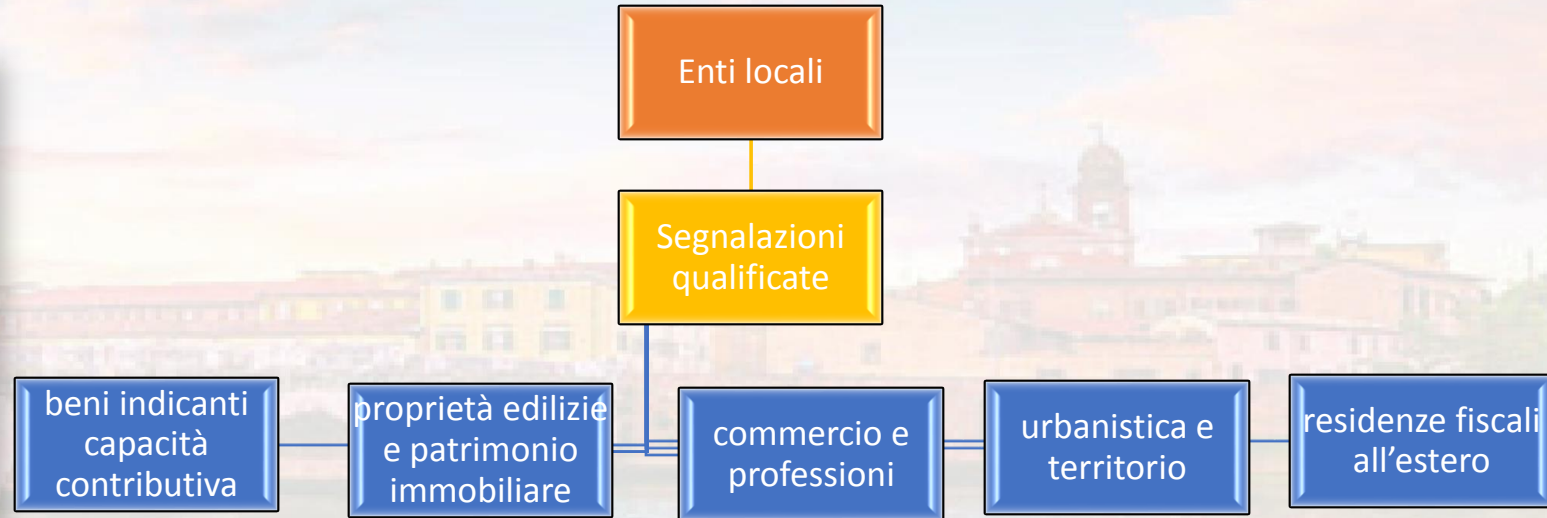 Enti locali
Segnalazioni
qualificate
beni indicanti
capacità
contributiva
proprietà edilizie
e patrimonio
immobiliare
commercio e
professioni
urbanistica e
territorio
residenze fiscali
all’estero